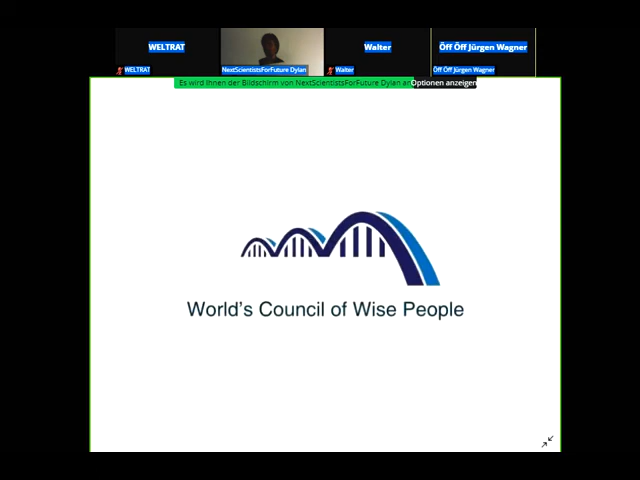 WELTRAT
Walter
Öff Öff Jürgen Wagner
WELTRAT
NextScientistsForFuture Dylan
Walter
Öff Öff Jürgen Wagner
Es wird Ihnen der Bildschirm von NextScientistsForFuture Dylan an
Optionen anzeigen
World's Council of Wise People